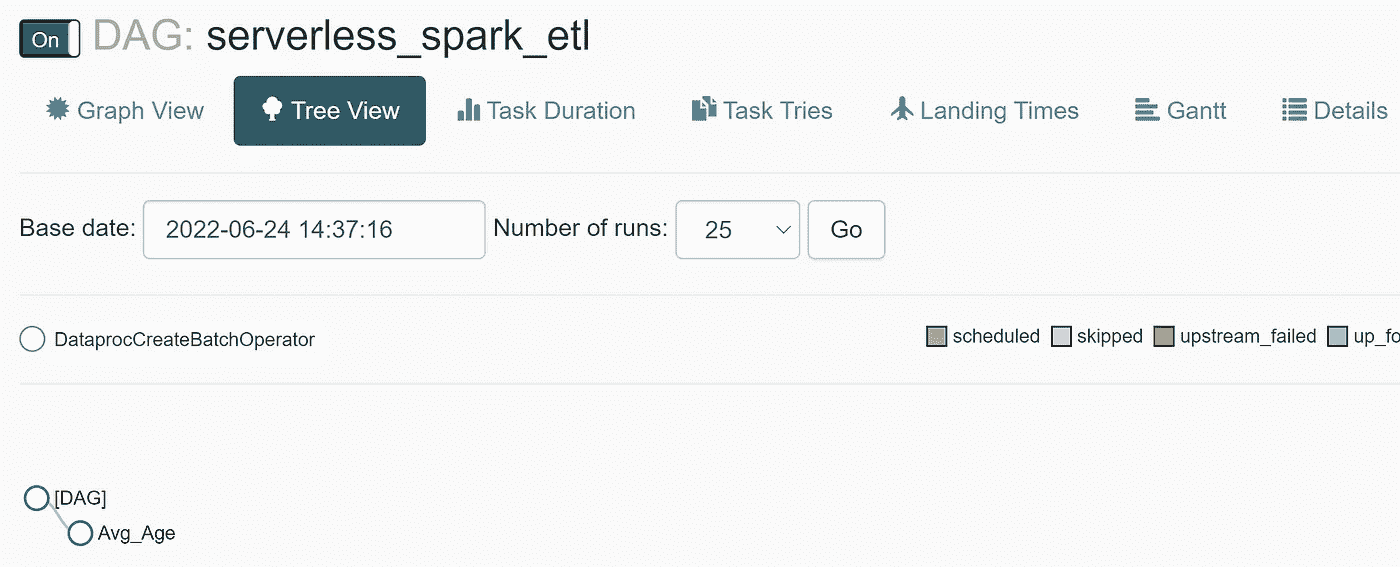 On DAG: serverless_spark_etl
Graph View Tree View Task Duration Task Tries Landing Times Gantt Details
Base date: 2022-06-24 14:37:16 Number of runs: 25 Go
DataprocCreateBatchOperator scheduled skipped upstream_failed up_fo
[DAG]
Avg_Age